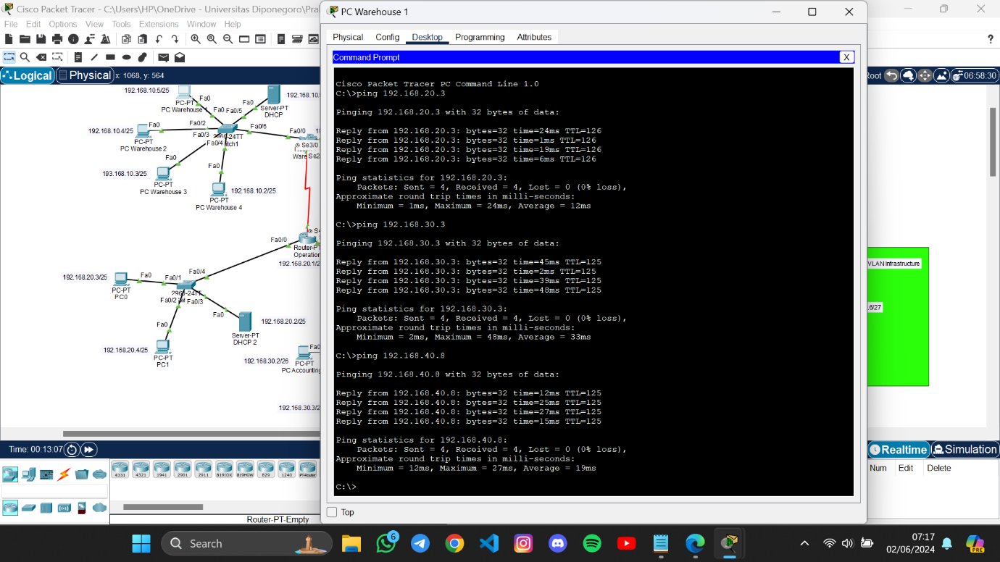 Cisco Packet Tracer - C:\Users\HP\OneDrive - Universitas Diponegoro\Pra
File Edit Options View Tools Extensions Window Help
Logical
Physical
x: 1068, y: 564
Root
06:58:30
192.168.10.5/25
PC-PT
PC Warehouse 1
Fa0
Fa0
Fa0/5
Fa0
Server-PT
DHCP
192.168.10.
192.168.10.4/25
Fa0
PC-PT
PC Warehouse 2
Fa0/2
Fa0/3
Fa0/4
Fa0/6
2960-24TT
Fa0/0
Se3/0
Se2
193.168.10.3/25
Fa0
PC-PT
PC Warehouse 3
Fa0
192.168.10.2/25
PC-PT
PC Warehouse 4
Fa0/0
Router-PT
Operation
192.168.20.1/2
192.168.20.3/25
Fa0
PC-PT
PC0
Fa0/1
Fa0/4
2960-24TT
Fa0/2
Fa0/3
Fa0
Server-PT
DHCP 2
192.168.20.2/25
Fa0
192.168.20.4/25
PC-PT
PC1
Fa0
192.168.30.2/26
PC-PT
PC Accounting
192.168.30.3/2
VLAN Infrastructure
.6/27
PC Warehouse 1
Physical Config Desktop Programming Attributes
Command Prompt
X
Cisco Packet Tracer PC Command Line 1.0
C:\>ping 192.168.20.3
Pinging 192.168.20.3 with 32 bytes of data:
Reply from 192.168.20.3: bytes=32 time=24ms TTL=126
Reply from 192.168.20.3: bytes=32 time=1ms TTL=126
Reply from 192.168.20.3: bytes=32 time=19ms TTL=126
Reply from 192.168.20.3: bytes=32 time=6ms TTL=126
Ping statistics for 192.168.20.3:
Packets: Sent = 4, Received = 4, Lost = 0 (0% loss),
Approximate round trip times in milli-seconds:
Minimum = 1ms, Maximum = 24ms, Average = 12ms
C:\>ping 192.168.30.3
Pinging 192.168.30.3 with 32 bytes of data:
Reply from 192.168.30.3: bytes=32 time=45ms TTL=125
Reply from 192.168.30.3: bytes=32 time=2ms TTL=125
Reply from 192.168.30.3: bytes=32 time=39ms TTL=125
Reply from 192.168.30.3: bytes=32 time=48ms TTL=125
Ping statistics for 192.168.30.3:
Packets: Sent = 4, Received = 4, Lost = 0 (0% loss),
Approximate round trip times in milli-seconds:
Minimum = 2ms, Maximum = 48ms, Average = 33ms
C:\>ping 192.168.40.8
Pinging 192.168.40.8 with 32 bytes of data:
Reply from 192.168.40.8: bytes=32 time=12ms TTL=125
Reply from 192.168.40.8: bytes=32 time=25ms TTL=125
Reply from 192.168.40.8: bytes=32 time=27ms TTL=125
Reply from 192.168.40.8: bytes=32 time=15ms TTL=125
Ping statistics for 192.168.40.8:
Packets: Sent = 4, Received = 4, Lost = 0 (0% loss),
Approximate round trip times in milli-seconds:
Minimum = 12ms, Maximum = 27ms, Average = 19ms
C:\>
Top
Time: 00:13:07
Realtime
Simulation
Num Edit Delete
4331 4321 1941 2901 2911 819IOX 819HGW 829 1240 PT-Router
Router-PT-Empty
Search
6
07:17
02/06/2024
PRE